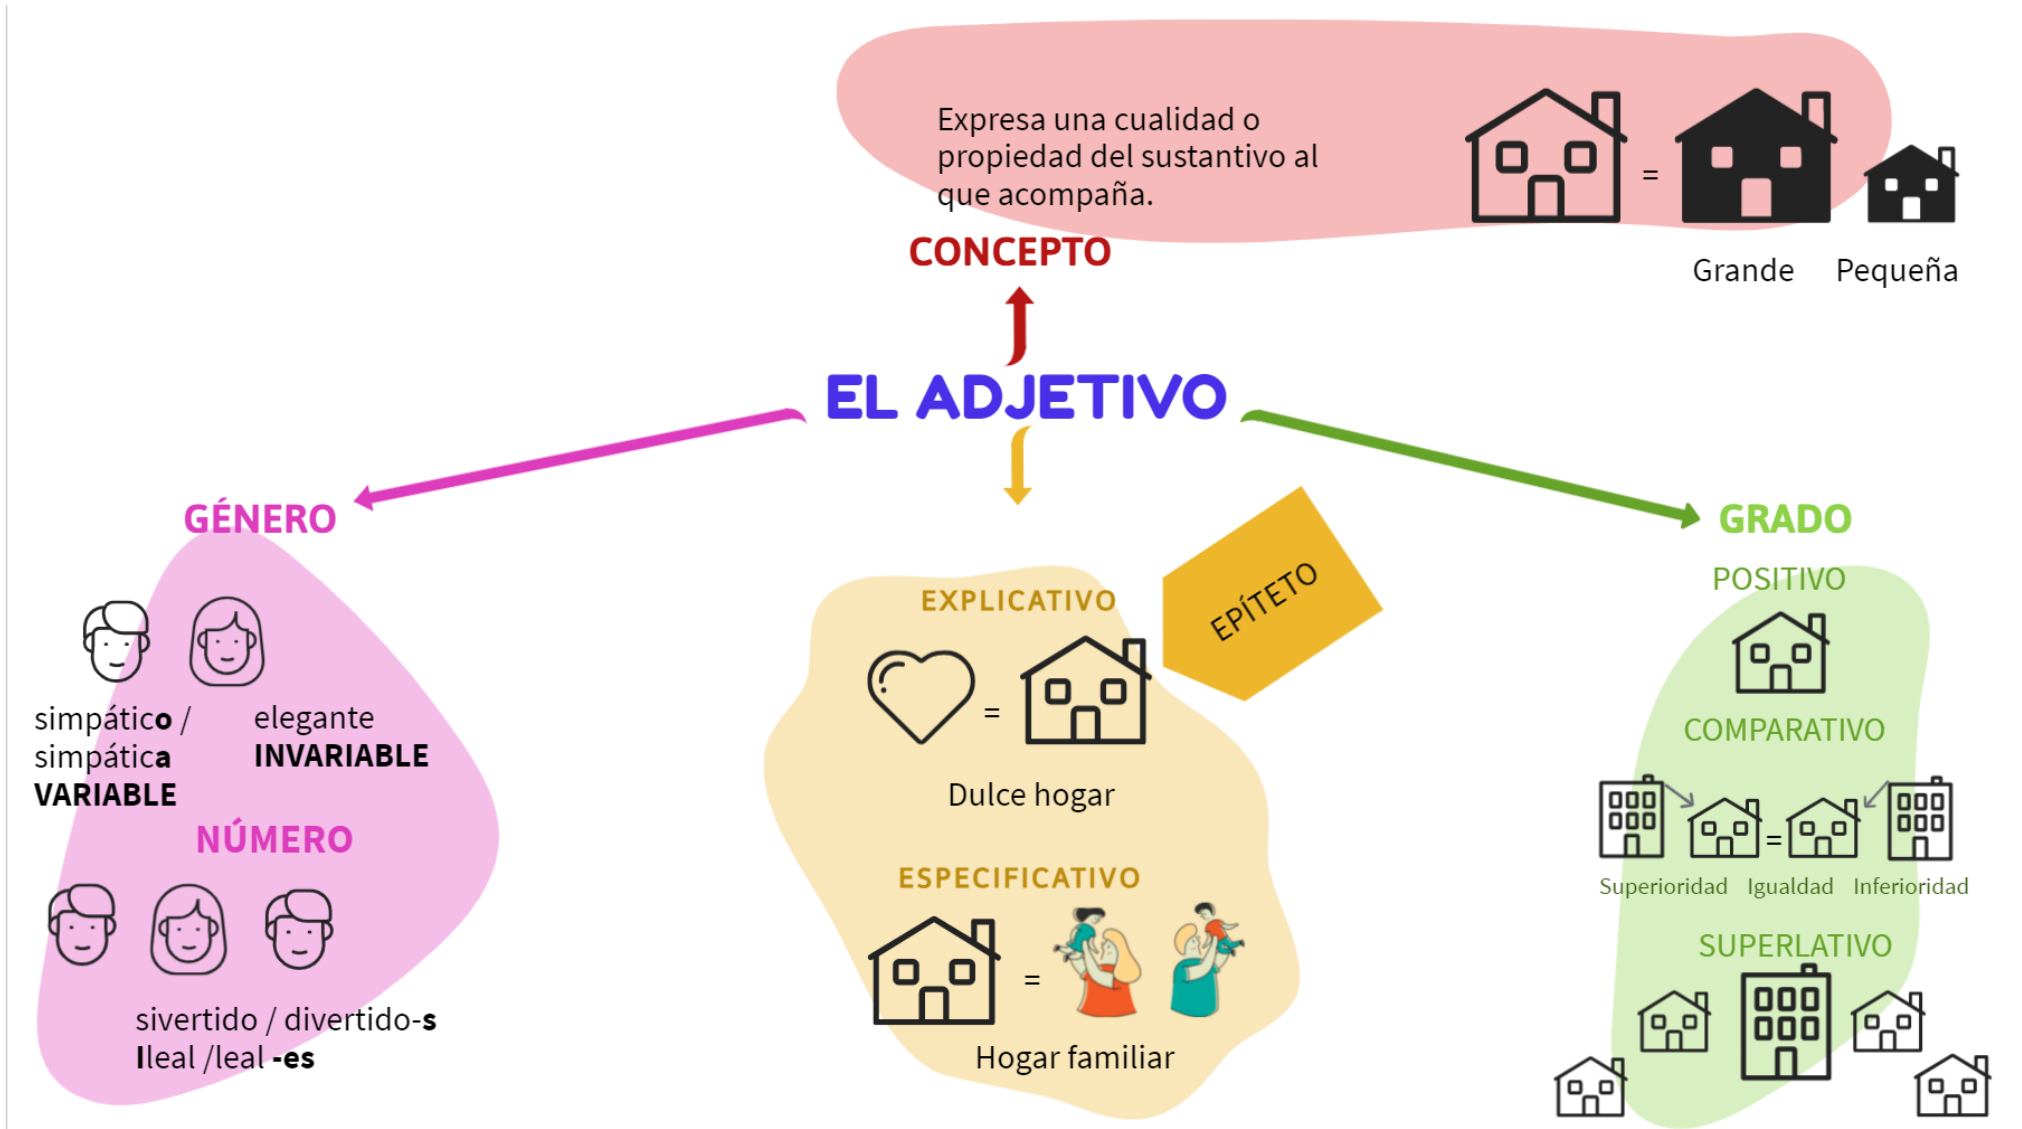 Expresa una cualidad o
propiedad del sustantivo al
que acompaña.
=
Grande Pequeña
CONCEPTO
EL ADJETIVO
GÉNERO
simpático /
simpática
VARIABLE
elegante
INVARIABLE
NÚMERO
sivertido / divertido-s
lleal /leal -es
EXPLICATIVO
EPÍTETO
=
Dulce hogar
ESPECIFICATIVO
=
Hogar familiar
GRADO
POSITIVO
COMPARATIVO
=
Superioridad Igualdad Inferioridad
SUPERLATIVO